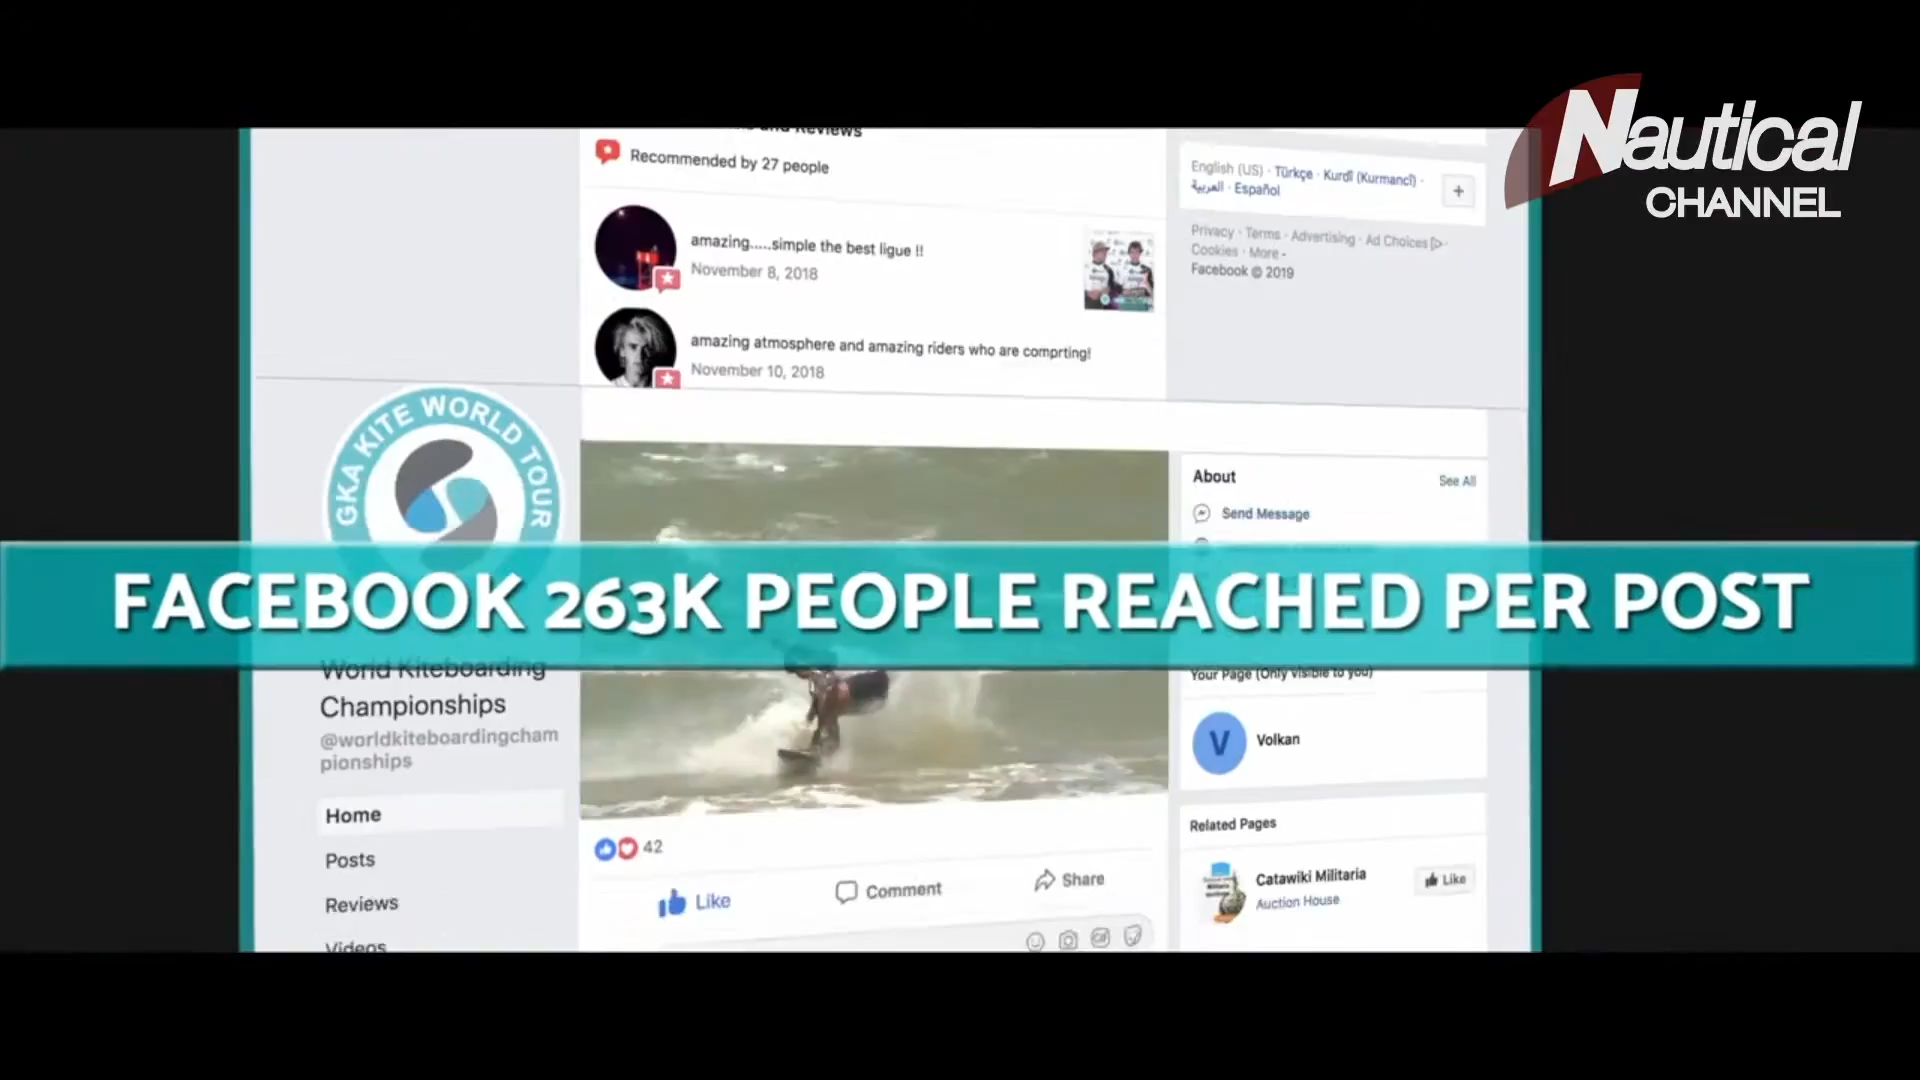 Nautical
CHANNEL
and Reviews
Recommended by 27 people
amazing.....simple the best ligue !!
November 8, 2018
amazing atmosphere and amazing riders who are comprting!
November 10, 2018
English (US) · Türkçe · Kurdî (Kurmancî) ·
العربية · Español
+
Privacy · Terms · Advertising · Ad Choices ·
Cookies · More
Facebook © 2019
GKA KITE WORLD TOUR
About
See All
Send Message
FACEBOOK 263K PEOPLE REACHED PER POST
World Kiteboarding
Championships
@worldkiteboardingcham
pionships
Home
Posts
Reviews
Videos
42
Like
Comment
Share
Your Page (Only visible to you)
V
Volkan
Related Pages
Catawiki Militaria
Auction House
Like